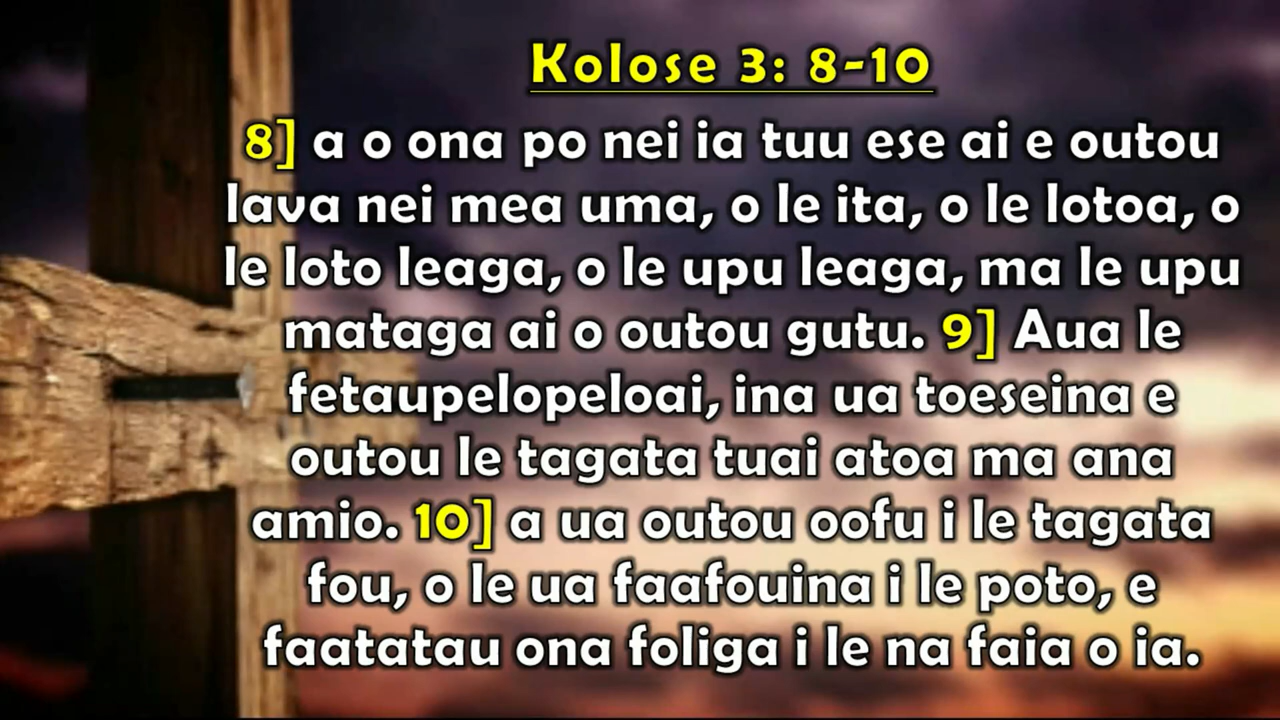 Kolose 3: 8-10
8] a o ona po nei ia tuu ese ai e outou
lava nei mea uma, o le ita, o le lotoa, o
le loto leaga, o le upu leaga, ma le upu
mataga ai o outou gutu. 9] Aua le
fetaupelopeloai, ina ua toeseina e
outou le tagata tuai atoa ma ana
amio. 10] a ua outou oofu i le tagata
fou, o le ua faafouina i le poto, e
faatatau ona foliga i le na faia o ia.